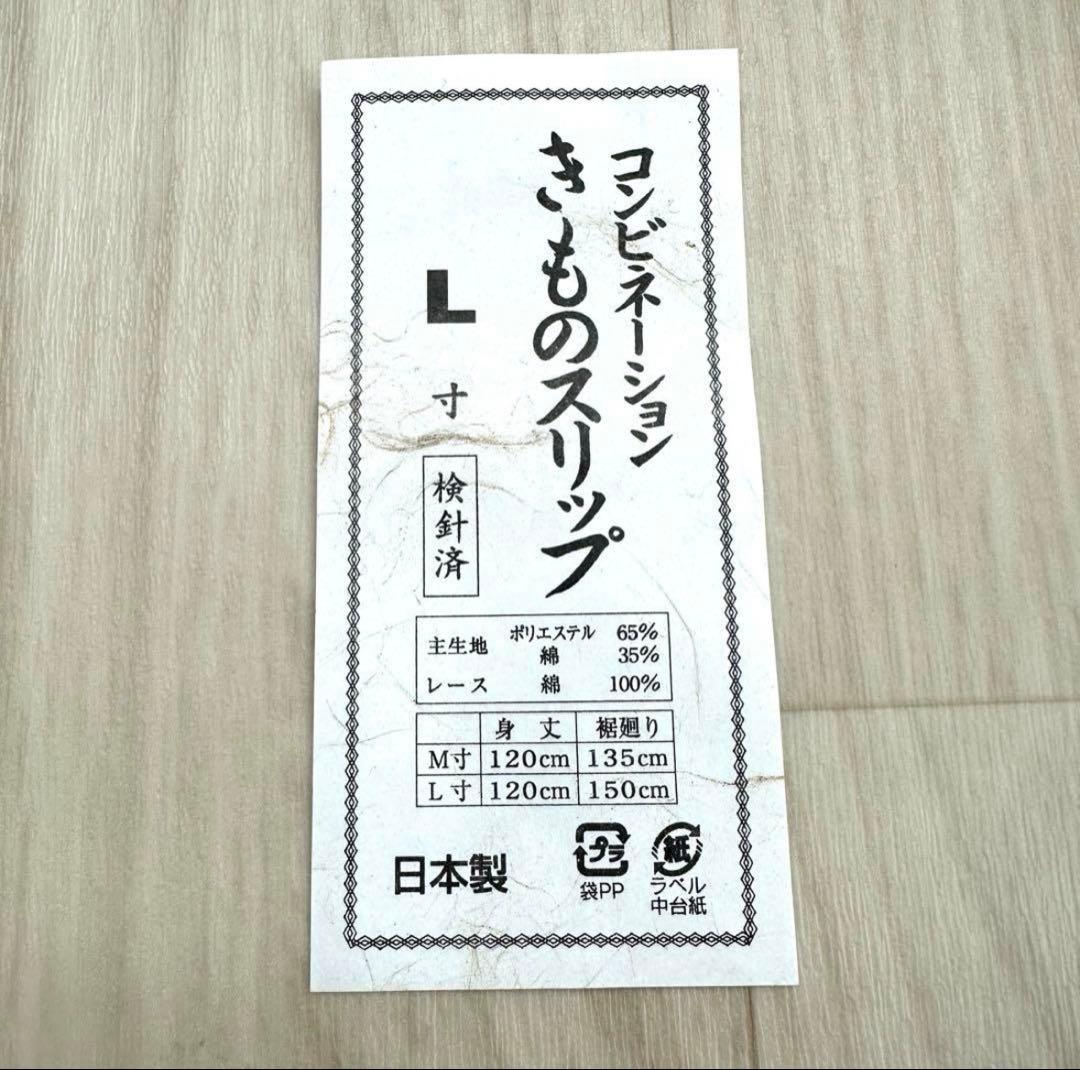 コンビネーション
きものスリップ
L
寸
検針済
主生地 ポリエステル 65%
綿 35%
レース 綿 100%
身丈 裾廻り
M寸 120cm 135cm
L寸 120cm 150cm
日本製
プラ
袋PP
紙
ラベル
中台紙